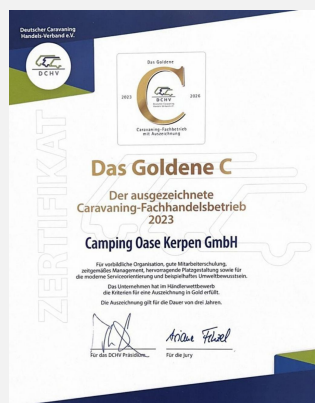 Deutscher Caravaning
Handels-Verband e.V.
DCHV
ZERTIFIKAT
Das Goldene
C
2023
2026
DCHV
Caravaning-Fachbetrieb
mit Auszeichnung
Das Goldene C
Der ausgezeichnete
Caravaning-Fachhandelsbetrieb
2023
Camping Oase Kerpen GmbH
Für vorbildliche Organisation, gute Mitarbeiterschulung,
zeitgemäßes Management, hervorragende Platzgestaltung sowie für
die moderne Serviceorientierung und beispielhaftes Umweltbewusstsein.
Das Unternehmen hat im Händlerwettbewerb
die Kriterien für eine Auszeichnung in Gold erfüllt.
Die Auszeichnung gilt für die Dauer von drei Jahren.
Für das DCHV Präsidium
Für die Jury